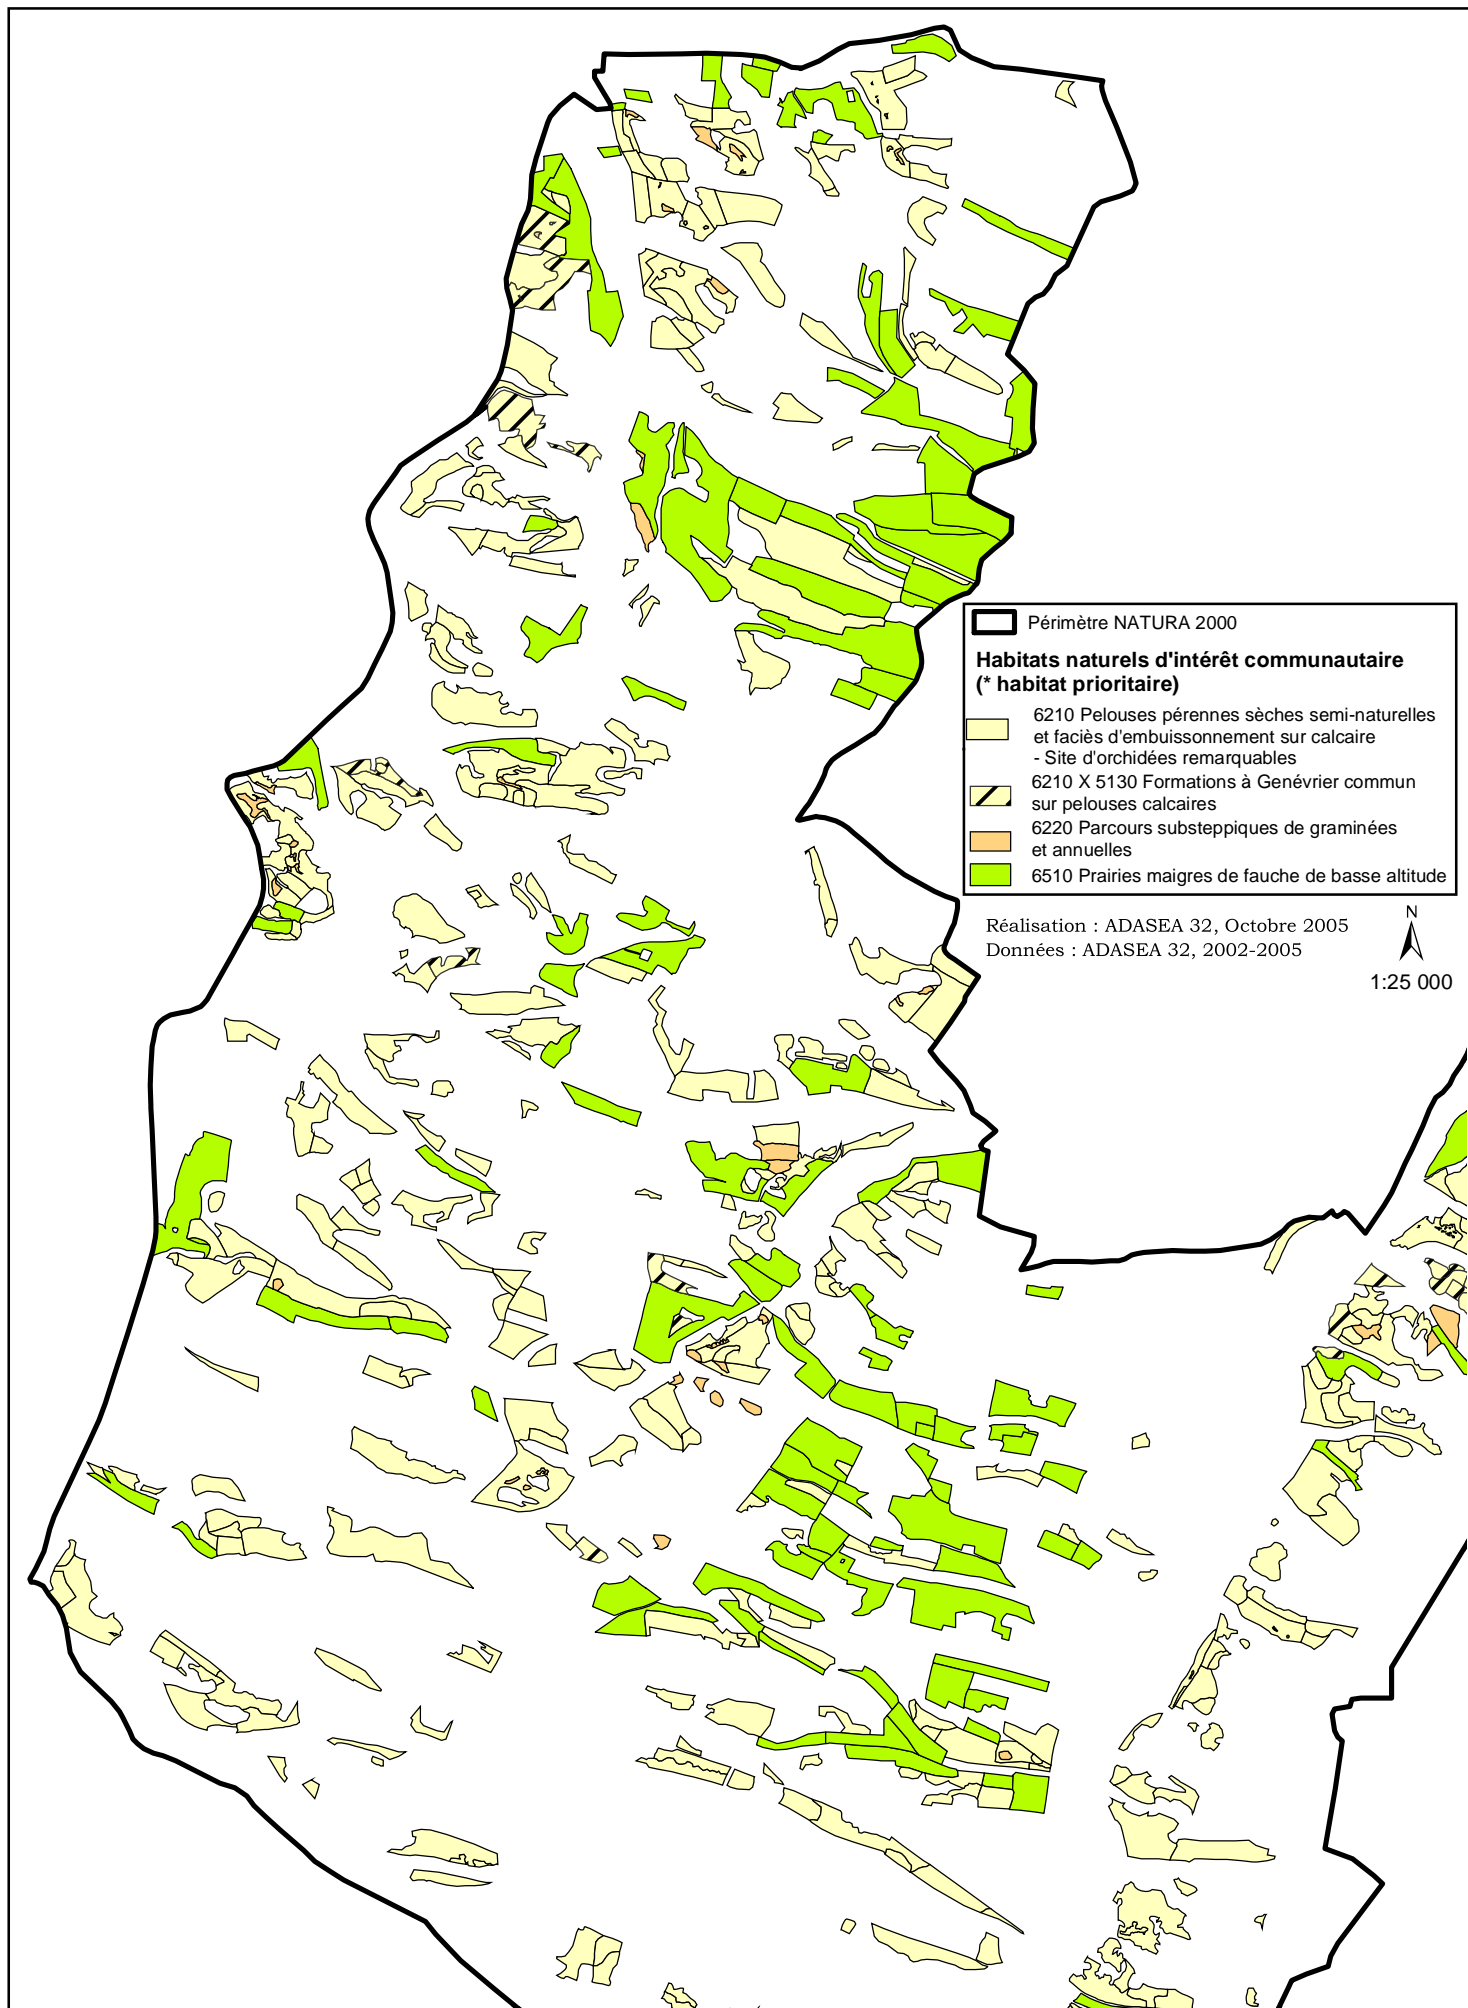 Périmètre NATURA 2000
Habitats naturels d'intérêt communautaire
(* habitat prioritaire)
6210 Pelouses pérennes sèches semi-naturelles
et faciès d'embuissonnement sur calcaire
- Site d'orchidées remarquables
6210 X 5130 Formations à Genévrier commun
sur pelouses calcaires
6220 Parcours substeppiques de graminées
et annuelles
6510 Prairies maigres de fauche de basse altitude
Réalisation : ADASEA 32, Octobre 2005
Données : ADASEA 32, 2002-2005
N
1:25 000